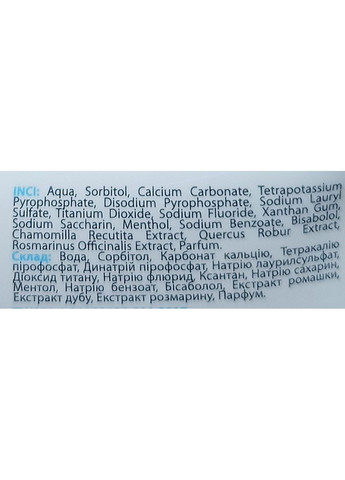 INCI: Aqua, Sorbitol, Calcium Carbonate, Tetrapotassium
Pyrophosphate, Disodium Pyrophosphate, Sodium Lauryl
Sulfate, Titanium Dioxide, Sodium Fluoride, Xanthan Gum,
Sodium Saccharin, Menthol, Sodium Benzoate, Bisabolol,
Chamomilla Recutita Extract, Quercus Robur Extract,
Rosmarinus Officinalis Extract, Parfum.
Склад: Вода, Сорбітол, Карбонат кальцію, Тетракалію
пірофосфат, Динатрій пірофосфат, Натрію лаурилсульфат,
Діоксид титану, Натрію флюрид, Ксантан, Натрію сахарин,
Ментол, Натрію бензоат, Бісаболол, Екстракт ромашки,
Екстракт дубу, Екстракт розмарину, Парфум.